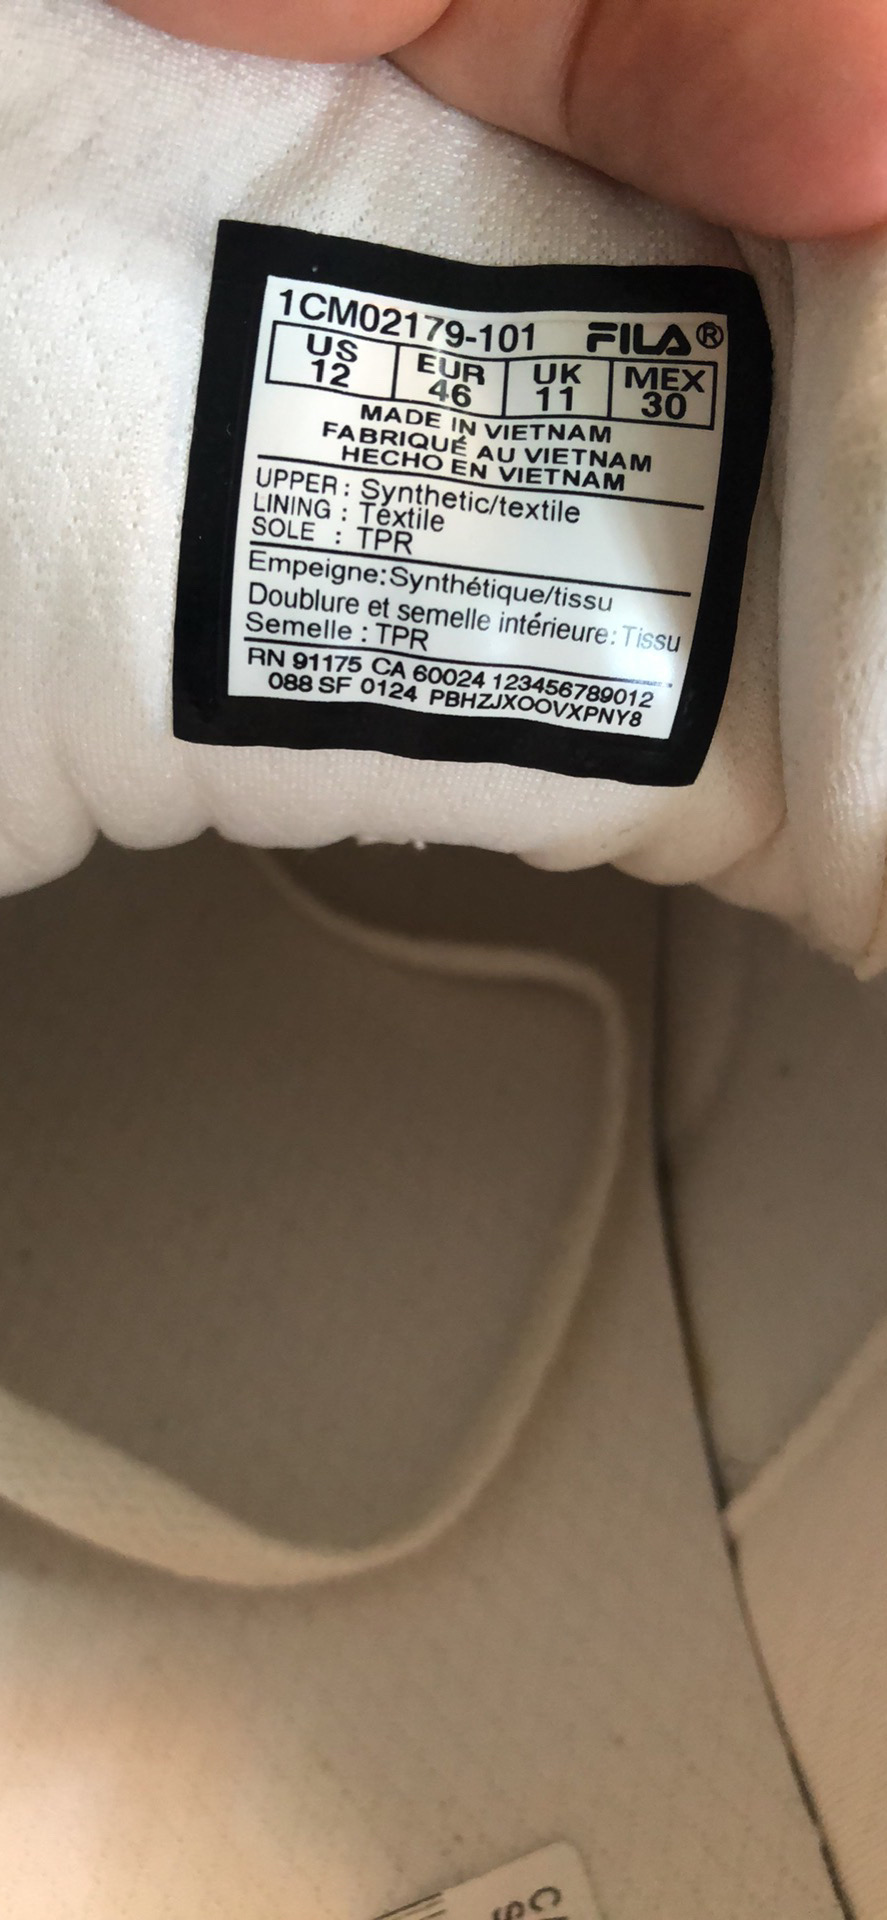 1CM02179-101 FILA®
US EUR UK MEX
12 46 11 30
MADE IN VIETNAM
FABRIQUÉ AU VIETNAM
HECHO EN VIETNAM
UPPER : Synthetic/textile
LINING : Textile
SOLE : TPR
Empeigne:Synthétique/tissu
Doublure et semelle intérieure:Tissu
Semelle : TPR
RN 91175 CA 60024 123456789012
088 SF 0124 PBHZJXOOVXPNY8